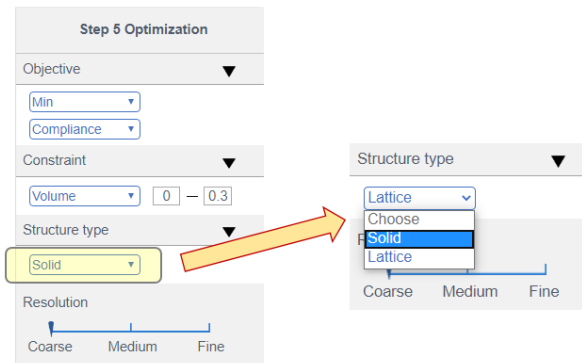 Step 5 Optimization
Objective
Min
Compliance
Constraint
Volume 0 — 0.3
Structure type
Solid
Resolution
Coarse Medium Fine
Structure type
Lattice
Choose
Solid
Lattice
Coarse Medium Fine